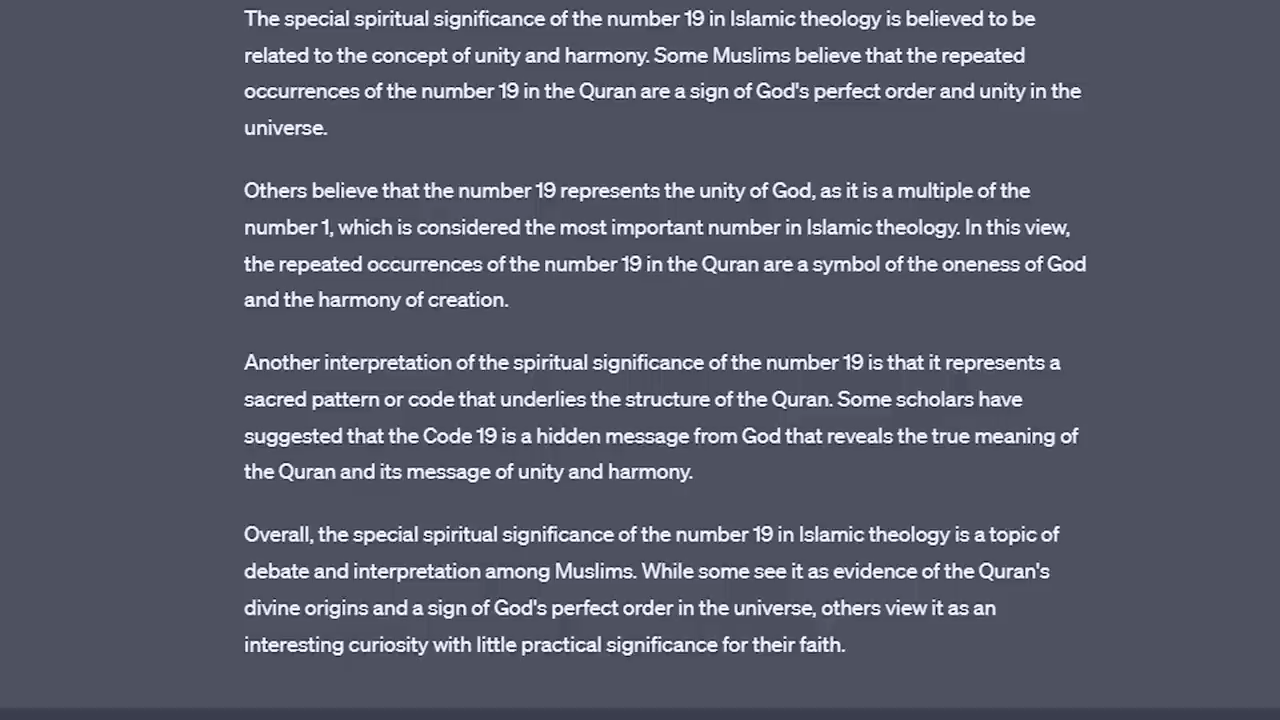 The special spiritual significance of the number 19 in Islamic theology is believed to be
related to the concept of unity and harmony. Some Muslims believe that the repeated
occurrences of the number 19 in the Quran are a sign of God's perfect order and unity in the
universe.
Others believe that the number 19 represents the unity of God, as it is a multiple of the
number 1, which is considered the most important number in Islamic theology. In this view,
the repeated occurrences of the number 19 in the Quran are a symbol of the oneness of God
and the harmony of creation.
Another interpretation of the spiritual significance of the number 19 is that it represents a
sacred pattern or code that underlies the structure of the Quran. Some scholars have
suggested that the Code 19 is a hidden message from God that reveals the true meaning of
the Quran and its message of unity and harmony.
Overall, the special spiritual significance of the number 19 in Islamic theology is a topic of
debate and interpretation among Muslims. While some see it as evidence of the Quran's
divine origins and a sign of God's perfect order in the universe, others view it as an
interesting curiosity with little practical significance for their faith.